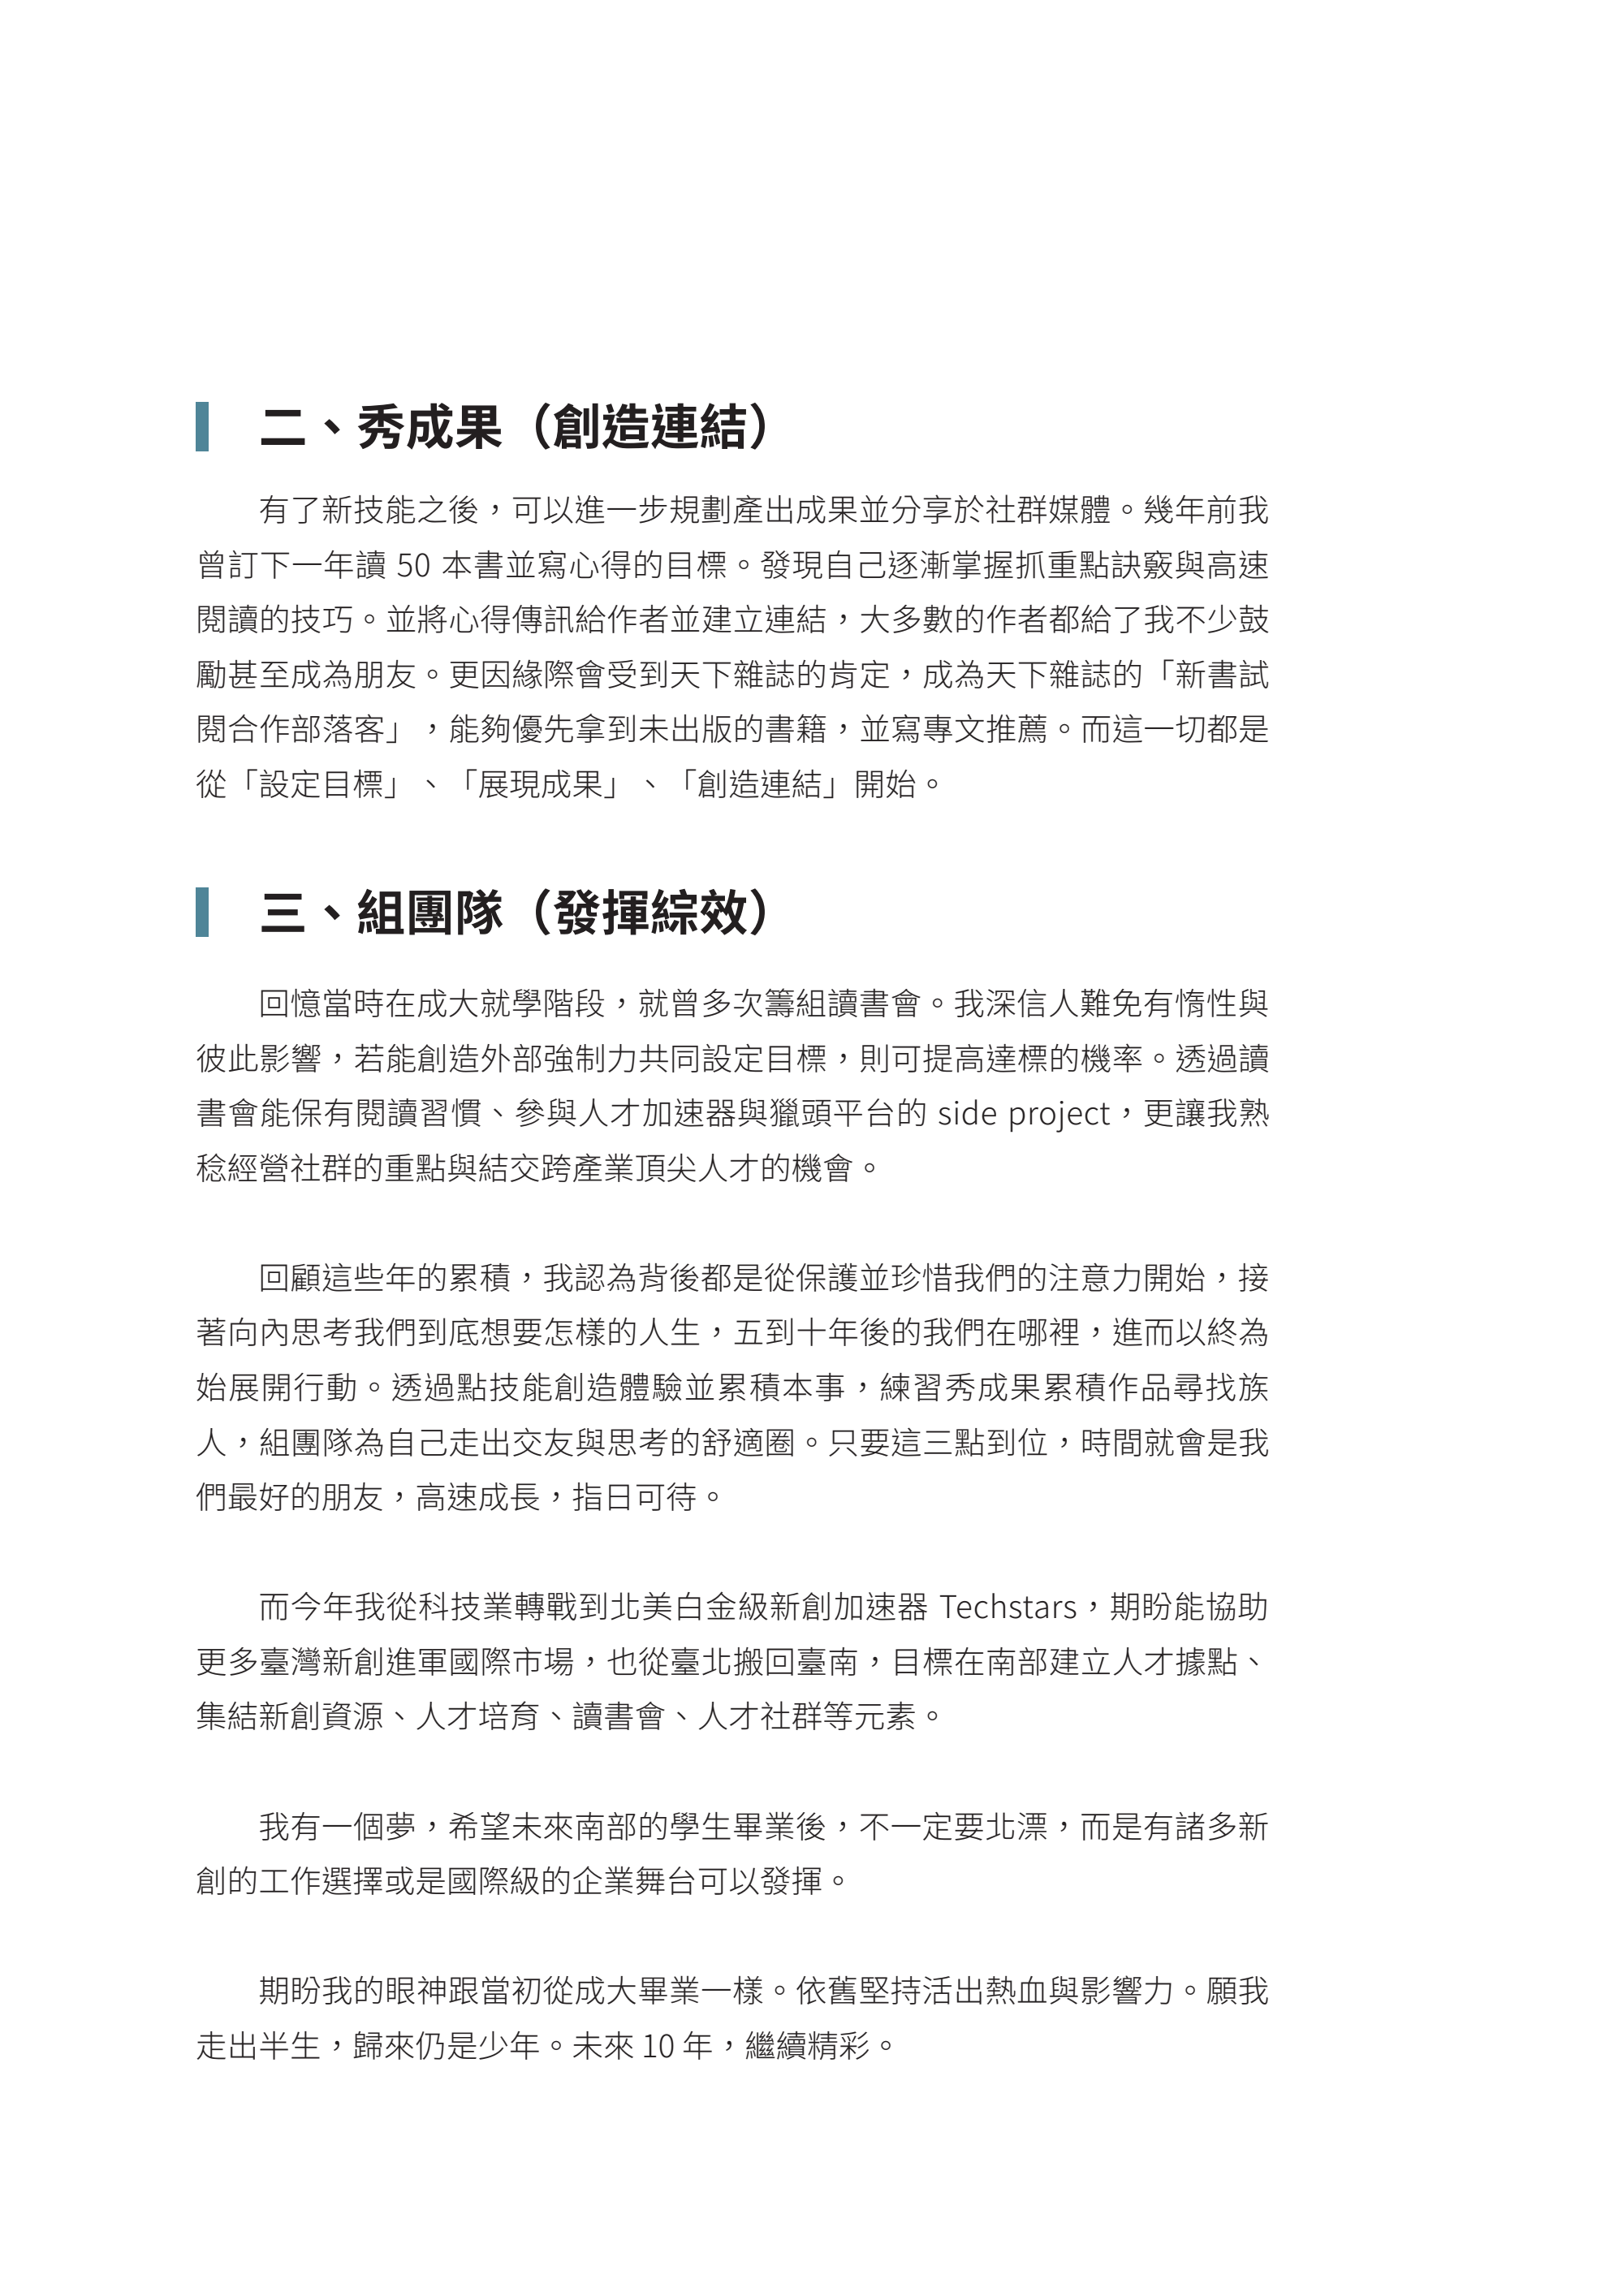 二、秀成果（創造連結）
有了新技能之後，可以進一步規劃產出成果並分享於社群媒體。幾年前我
曾訂下一年讀 50 本書並寫心得的目標。發現自己逐漸掌握抓重點訣竅與高速
閱讀的技巧。並將心得傳訊給作者並建立連結，大多數的作者都給了我不少鼓
勵甚至成為朋友。更因緣際會受到天下雜誌的肯定，成為天下雜誌的「新書試
閱合作部落客」，能夠優先拿到未出版的書籍，並寫專文推薦。而這一切都是
從「設定目標」、「展現成果」、「創造連結」開始。
三、組團隊（發揮綜效）
回憶當時在成大就學階段，就曾多次籌組讀書會。我深信人難免有惰性與
彼此影響，若能創造外部強制力共同設定目標，則可提高達標的機率。透過讀
書會能保有閱讀習慣、參與人才加速器與獵頭平台的 side project，更讓我熟
稔經營社群的重點與結交跨產業頂尖人才的機會。
回顧這些年的累積，我認為背後都是從保護並珍惜我們的注意力開始，接
著向內思考我們到底想要怎樣的人生，五到十年後的我們在哪裡，進而以終為
始展開行動。透過點技能創造體驗並累積本事，練習秀成果累積作品尋找族
人，組團隊為自己走出交友與思考的舒適圈。只要這三點到位，時間就會是我
們最好的朋友，高速成長，指日可待。
而今年我從科技業轉戰到北美白金級新創加速器 Techstars，期盼能協助
更多臺灣新創進軍國際市場，也從臺北搬回臺南，目標在南部建立人才據點、
集結新創資源、人才培育、讀書會、人才社群等元素。
我有一個夢，希望未來南部的學生畢業後，不一定要北漂，而是有諸多新
創的工作選擇或是國際級的企業舞台可以發揮。
期盼我的眼神跟當初從成大畢業一樣。依舊堅持活出熱血與影響力。願我
走出半生，歸來仍是少年。未來 10 年，繼續精彩。